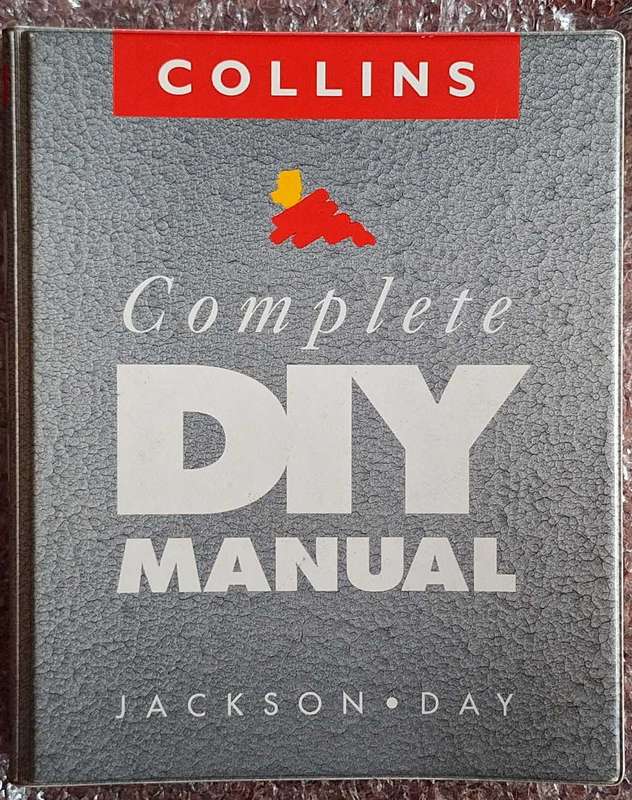 COLLINS
Complete
DIY
MANUAL
JACKSON • DAY